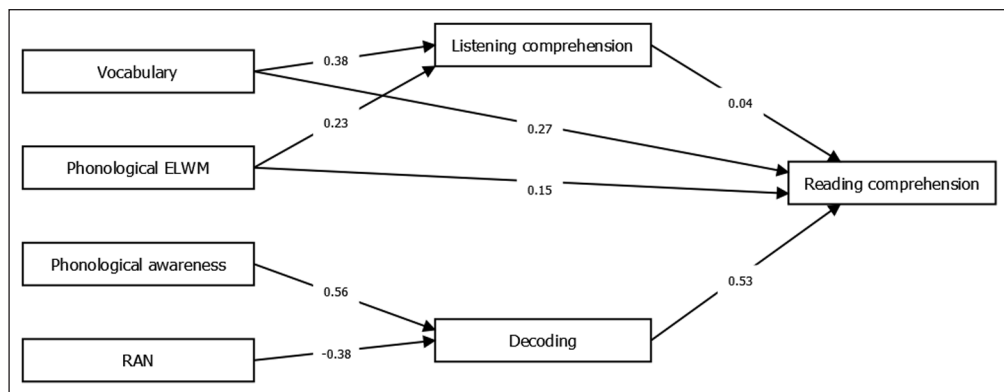 Listening comprehension
Vocabulary
0.38
0.04
0.23
0.27
Phonological ELWM
0.15
Reading comprehension
Phonological awareness
0.56
0.53
Decoding
RAN
-0.38